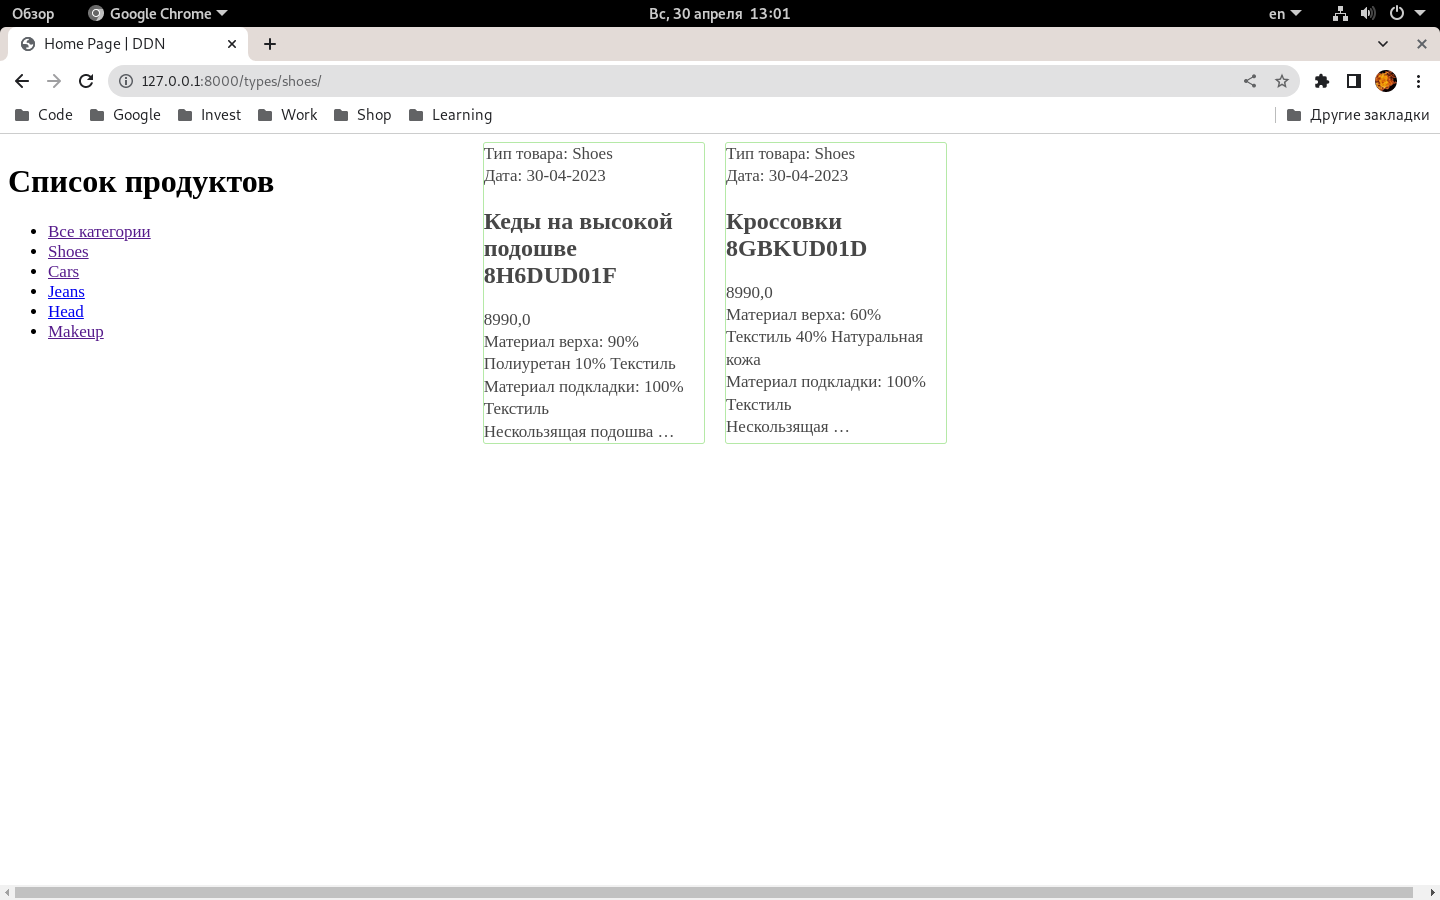 Обзор
Google Chrome
Вс, 30 апреля 13:01
en
Home Page | DDN
127.0.0.1:8000/types/shoes/
Code
Google
Invest
Work
Shop
Learning
Другие закладки
Список продуктов
Все категории
Shoes
Cars
Jeans
Head
Makeup
Тип товара: Shoes
Дата: 30-04-2023
Кеды на высокой
подошве
8H6DUD01F
8990,0
Материал верха: 90%
Полиуретан 10% Текстиль
Материал подкладки: 100%
Текстиль
Нескользящая подошва …
Тип товара: Shoes
Дата: 30-04-2023
Кроссовки
8GBKUD01D
8990,0
Материал верха: 60%
Текстиль 40% Натуральная
кожа
Материал подкладки: 100%
Текстиль
Нескользящая …